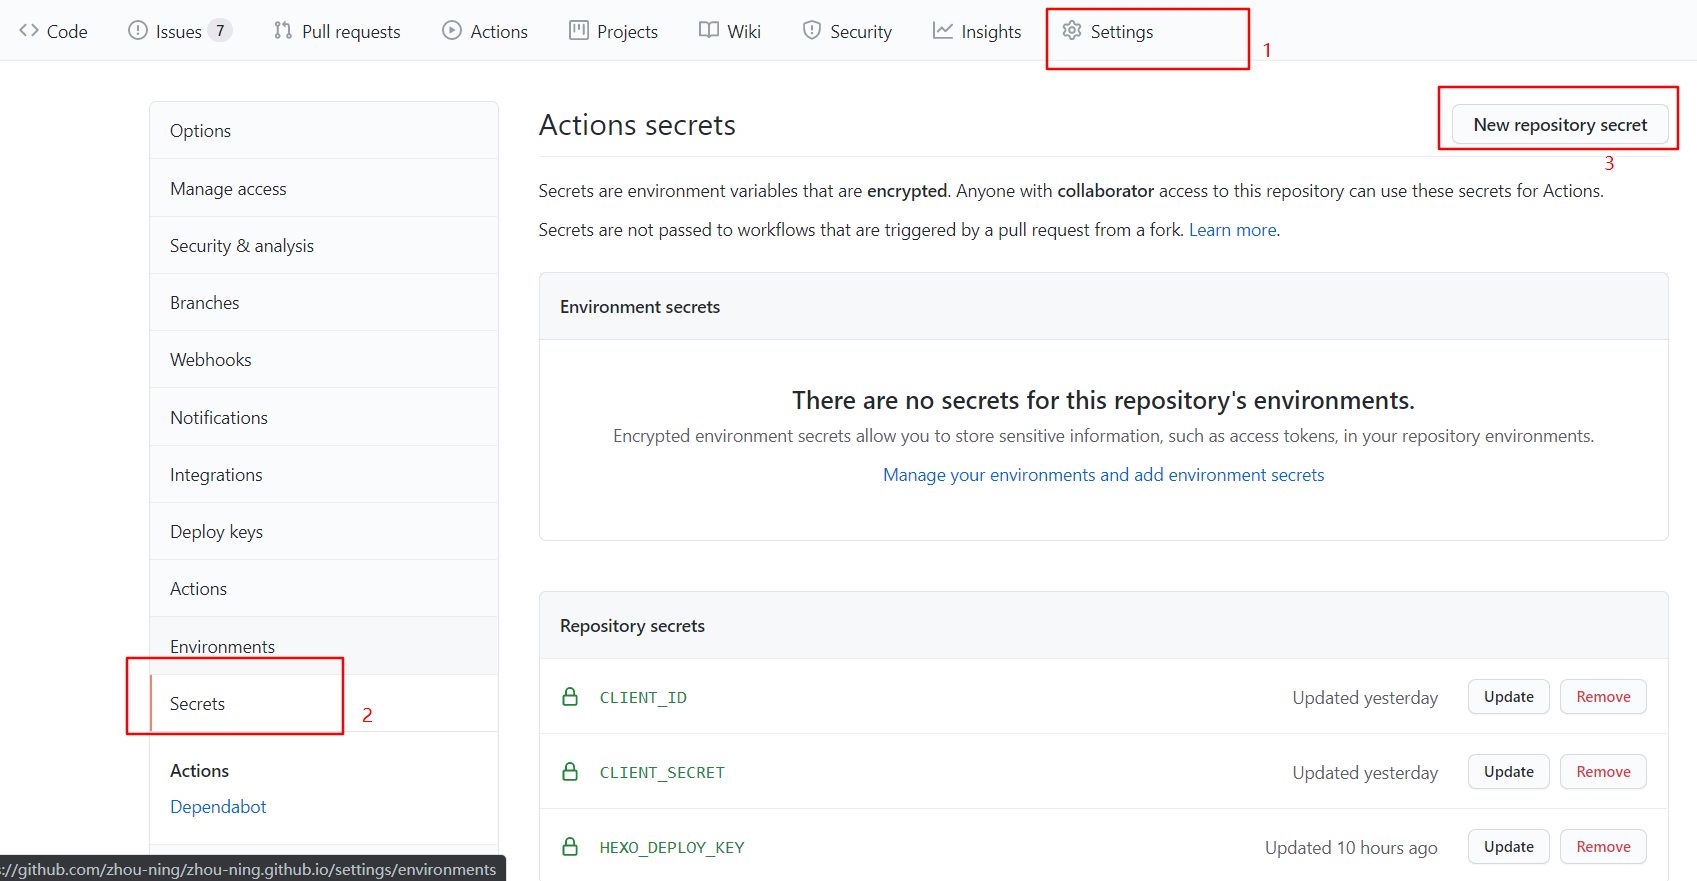 Code Issues 7 Pull requests Actions Projects Wiki Security Insights Settings
1
Options
Manage access
Security & analysis
Branches
Webhooks
Notifications
Integrations
Deploy keys
Actions
Environments
Secrets
2
Actions
Dependabot
Actions secrets
New repository secret
3
Secrets are environment variables that are encrypted. Anyone with collaborator access to this repository can use these secrets for Actions.
Secrets are not passed to workflows that are triggered by a pull request from a fork. Learn more.
Environment secrets
There are no secrets for this repository's environments.
Encrypted environment secrets allow you to store sensitive information, such as access tokens, in your repository environments.
Manage your environments and add environment secrets
Repository secrets
CLIENT_ID Updated yesterday Update Remove
CLIENT_SECRET Updated yesterday Update Remove
HEXO_DEPLOY_KEY Updated 10 hours ago Update Remove
://github.com/zhou-ning/zhou-ning.github.io/settings/environments